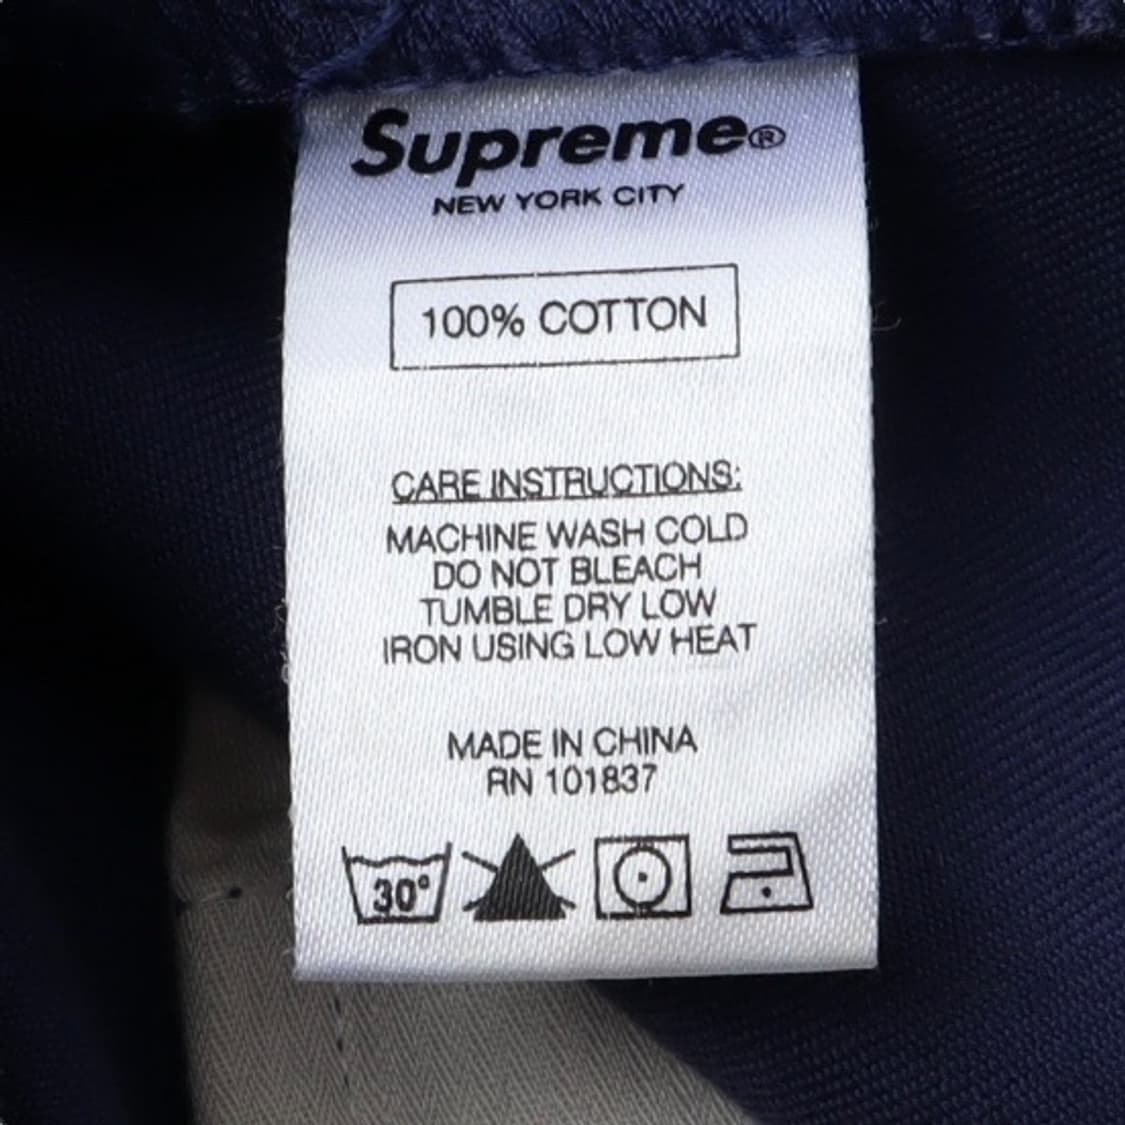 Supreme®
NEW YORK CITY
100% COTTON
CARE INSTRUCTIONS:
MACHINE WASH COLD
DO NOT BLEACH
TUMBLE DRY LOW
IRON USING LOW HEAT
MADE IN CHINA
RN 101837
30°